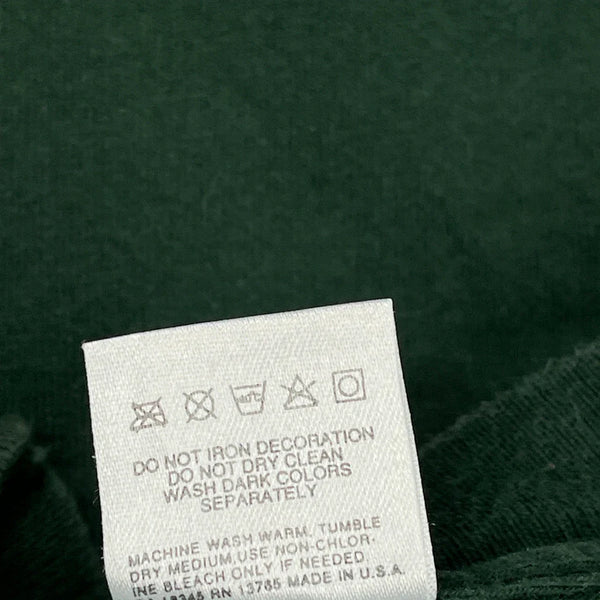 DO NOT IRON DECORATION
DO NOT DRY CLEAN
WASH DARK COLORS
SEPARATELY
MACHINE WASH WARM, TUMBLE
DRY MEDIUM. USE NON-CHLOR-
INE BLEACH ONLY IF NEEDED.
RN 13765 MADE IN U.S.A.